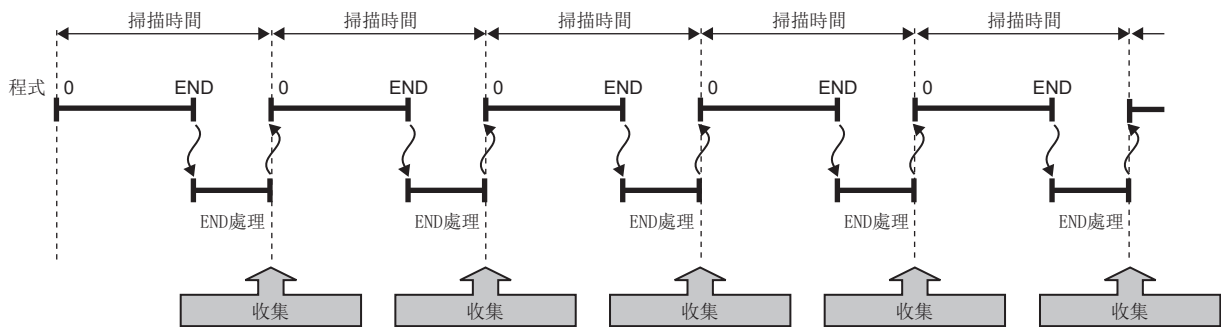 掃描時間 掃描時間 掃描時間 掃描時間 掃描時間
程式 0 END 0 END 0 END 0 END 0 END
END處理 END處理 END處理 END處理 END處理
收集 收集 收集 收集 收集